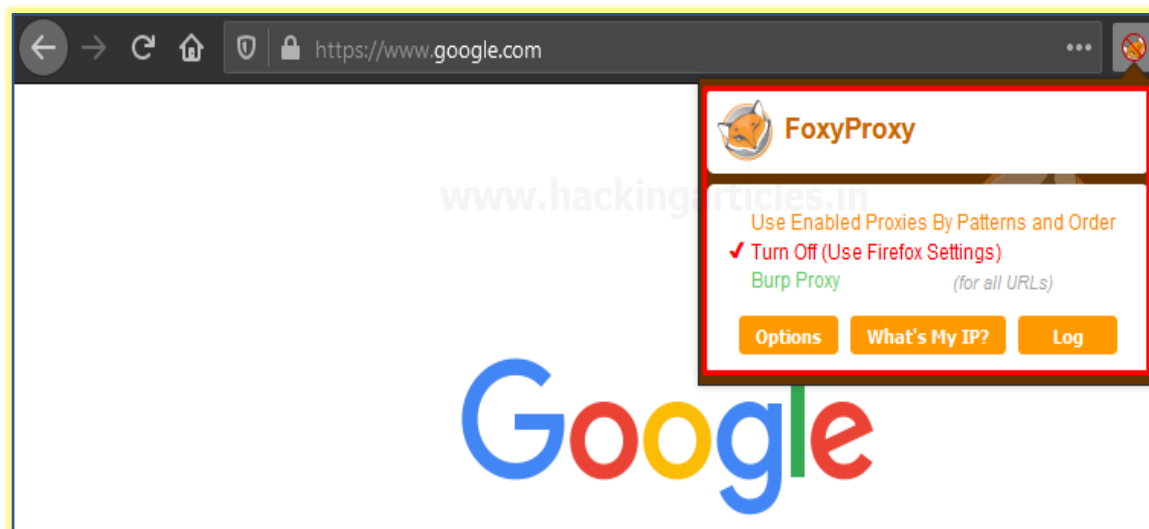 https://www.google.com
FoxyProxy
www.hackingarticles.in
Use Enabled Proxies By Patterns and Order
✔ Turn Off (Use Firefox Settings)
Burp Proxy (for all URLs)
Options What's My IP? Log
Google